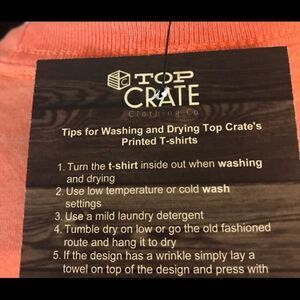 TOP
CRATE
Clothing Co.
Tips for Washing and Drying Top Crate's
Printed T-shirts
1. Turn the t-shirt inside out when washing
and drying
2. Use low temperature or cold wash
settings
3. Use a mild laundry detergent
4. Tumble dry on low or go the old fashioned
route and hang it to dry
5. If the design has a wrinkle simply lay a
towel on top of the design and press with